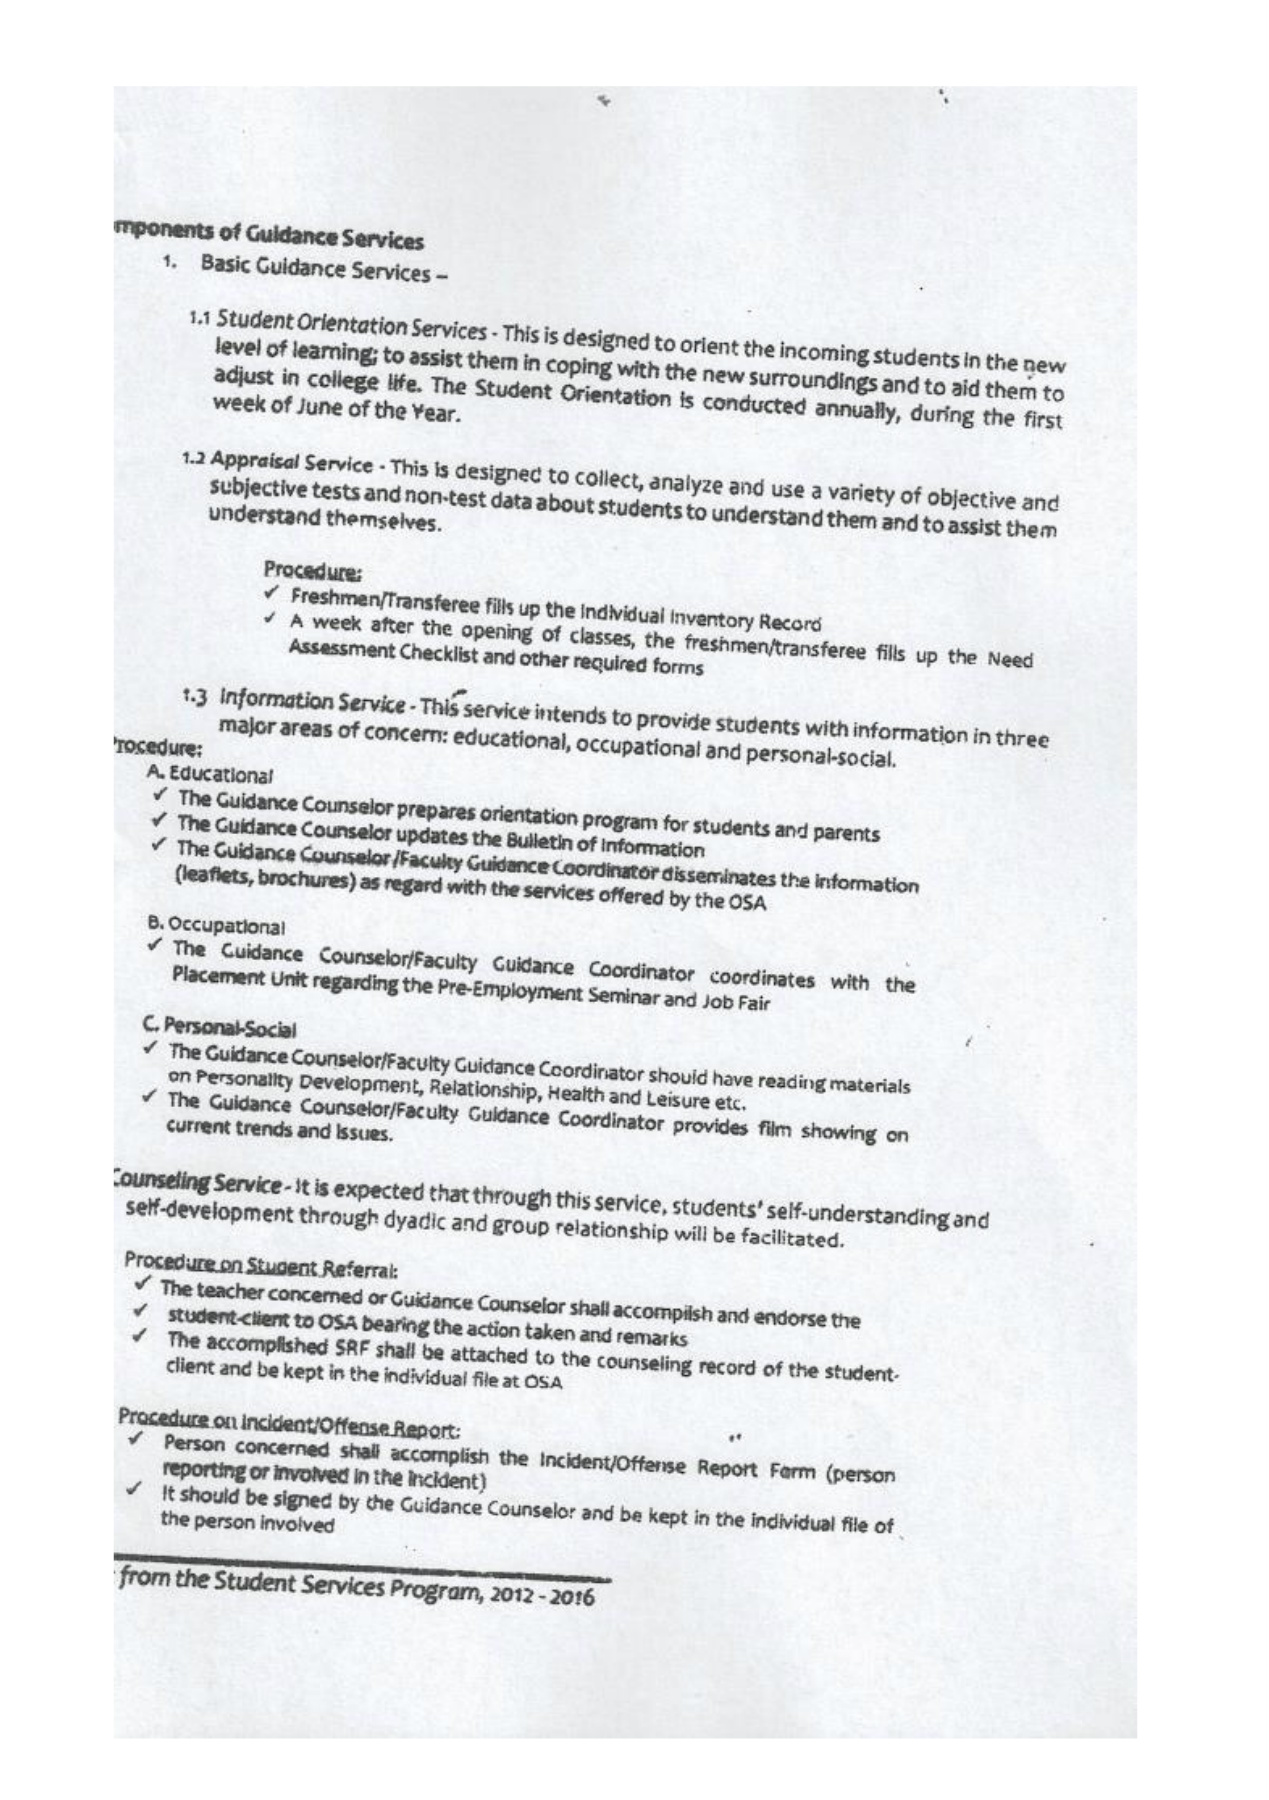 mponents of Guidance Services
1. Basic Guidance Services –
1.1 Student Orientation Services - This is designed to orient the incoming students in the new
level of learning; to assist them in coping with the new surroundings and to aid them to
adjust in college life. The Student Orientation is conducted annually, during the first
week of June of the Year.
1.2 Appraisal Service - This is designed to collect, analyze and use a variety of objective and
subjective tests and non-test data about students to understand them and to assist them
understand themselves.
Procedure:
✓ Freshmen/Transferee fills up the Individual Inventory Record
✓ A week after the opening of classes, the freshmen/transferee fills up the Need
Assessment Checklist and other required forms
1.3 Information Service - This service intends to provide students with information in three
major areas of concern: educational, occupational and personal-social.
Procedure:
A. Educational
✓ The Guidance Counselor prepares orientation program for students and parents
✓ The Guidance Counselor updates the Bulletin of Information
✓ The Guidance Counselor/Faculty Guidance Coordinator disseminates the information
(leaflets, brochures) as regard with the services offered by the OSA
B. Occupational
✓ The Guidance Counselor/Faculty Guidance Coordinator coordinates with the
Placement Unit regarding the Pre-Employment Seminar and Job Fair
C. Personal-Social
✓ The Guidance Counselor/Faculty Guidance Coordinator should have reading materials
on Personality Development, Relationship, Health and Leisure etc.
✓ The Guidance Counselor/Faculty Guidance Coordinator provides film showing on
current trends and Issues.
Counseling Service - It is expected that through this service, students' self-understanding and
self-development through dyadic and group relationship will be facilitated.
Procedure on Student Referral:
✓ The teacher concerned or Guidance Counselor shall accomplish and endorse the
✓ student-client to OSA bearing the action taken and remarks
✓ The accomplished SRF shall be attached to the counseling record of the student-
client and be kept in the individual file at OSA
Procedure on Incident/Offense Report:
✓ Person concerned shall accomplish the Incident/Offense Report Form (person
reporting or involved in the incident)
✓ It should be signed by the Guidance Counselor and be kept in the individual file of
the person involved
from the Student Services Program, 2012 - 2016